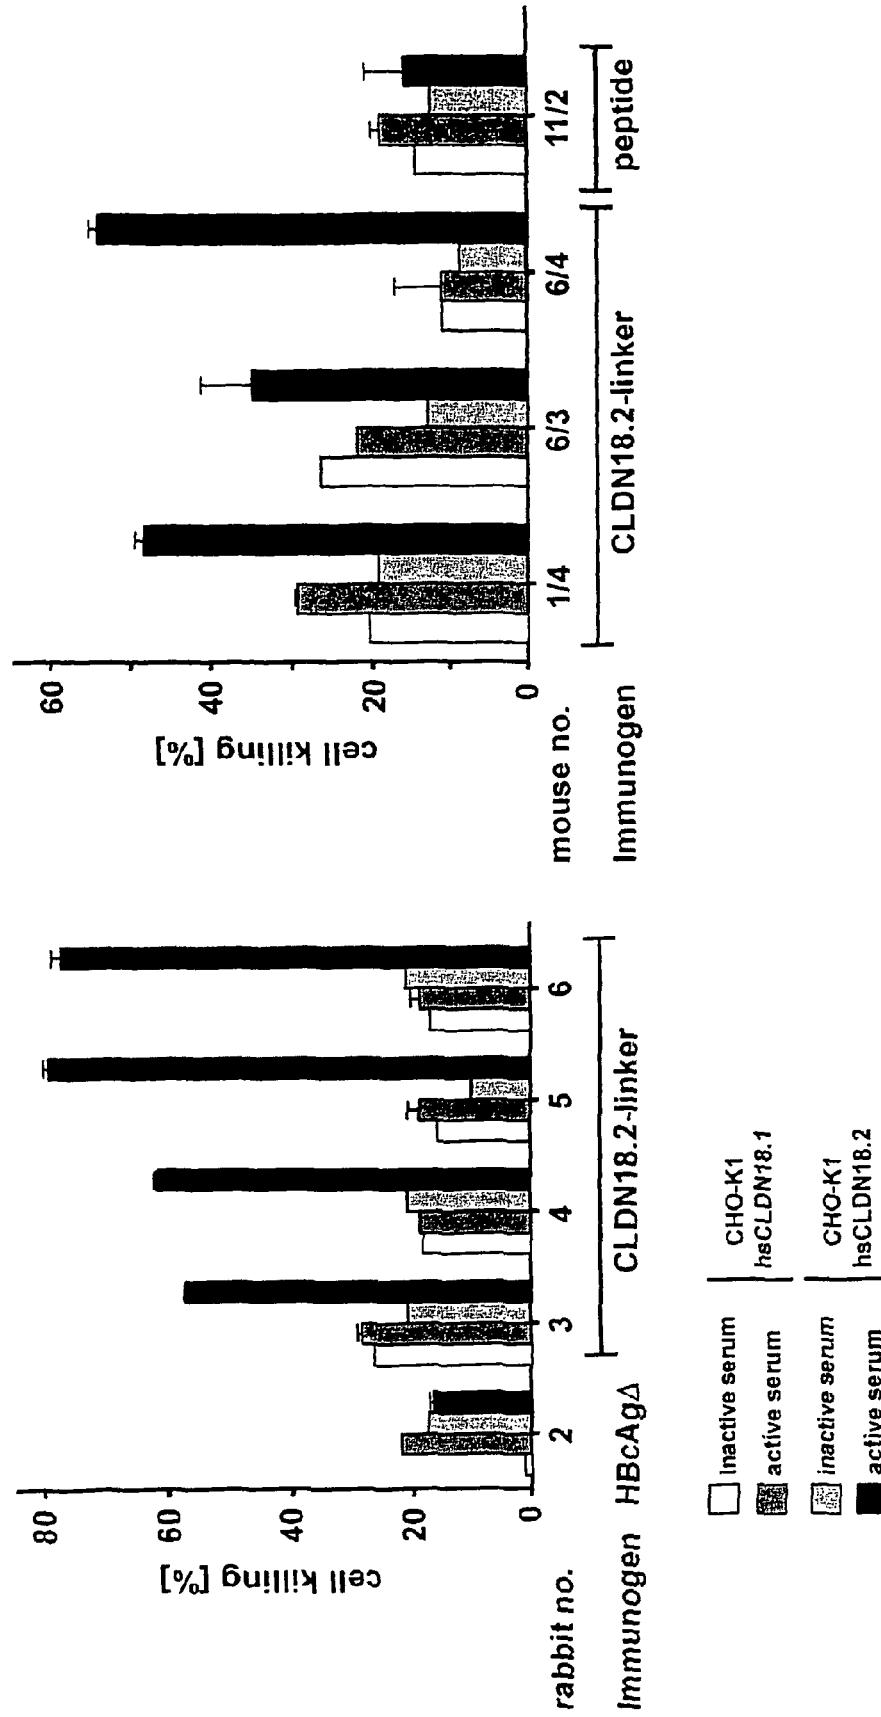 80
60
40
20
0
cell killing [%]
rabbit no.
2
3
4
5
6
Immunogen
HBcAgΔ
CLDN18.2-linker
60
40
20
0
cell killing [%]
mouse no.
1/4
6/3
6/4
11/2
Immunogen
CLDN18.2-linker
peptide
Inactive serum
active serum
CHO-K1
hsCLDN18.1
inactive serum
active serum
CHO-K1
hsCLDN18.2